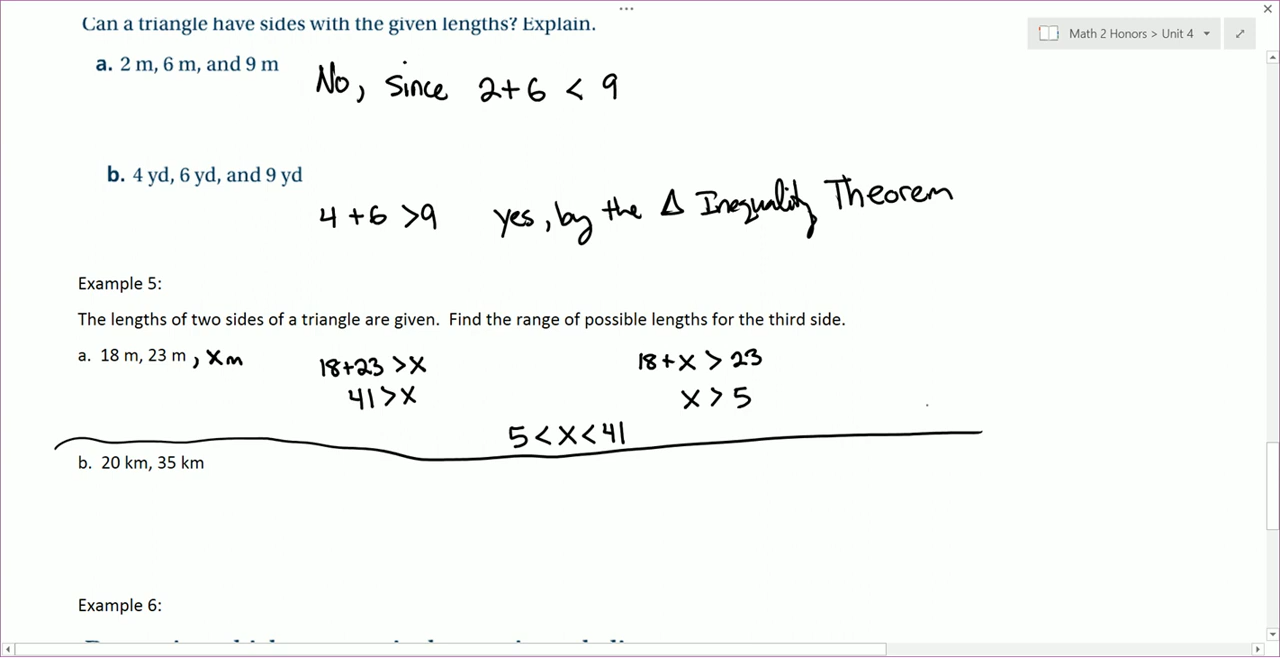 Can a triangle have sides with the given lengths? Explain.
Math 2 Honors > Unit 4
a. 2 m, 6 m, and 9 m
No, since 2+6 < 9
b. 4 yd, 6 yd, and 9 yd
4+6 >9 yes, by the Δ Inequality Theorem
Example 5:
The lengths of two sides of a triangle are given. Find the range of possible lengths for the third side.
a. 18 m, 23 m, x m
18+23 >x 18+x > 23
41>x x > 5
5<x<41
b. 20 km, 35 km
Example 6: